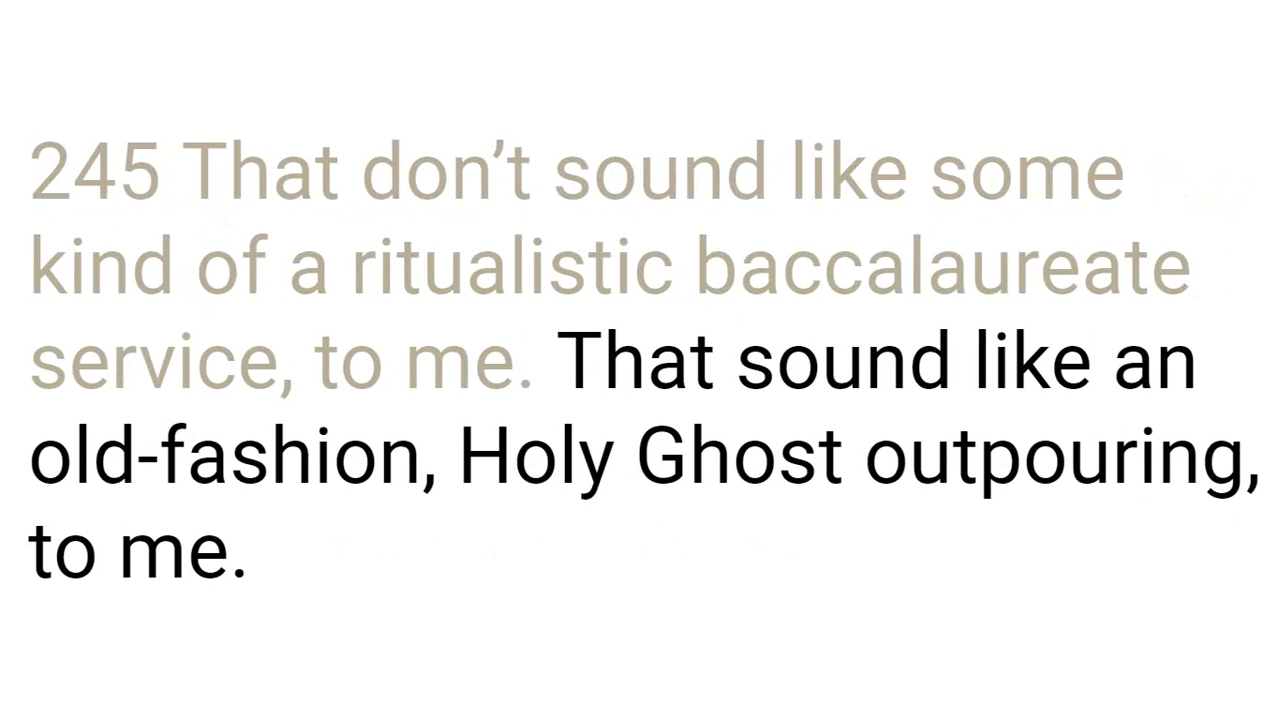 245 That don’t sound like some
kind of a ritualistic baccalaureate
service, to me. That sound like an
old-fashion, Holy Ghost outpouring,
to me.